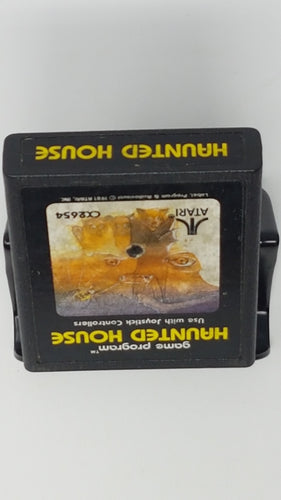 HAUNTED HOUSE
game program™
HAUNTED HOUSE
Use with Joystick Controllers
CX2654
ATARI
Label, Program & Audiovisual © 1981 ATARI, INC.